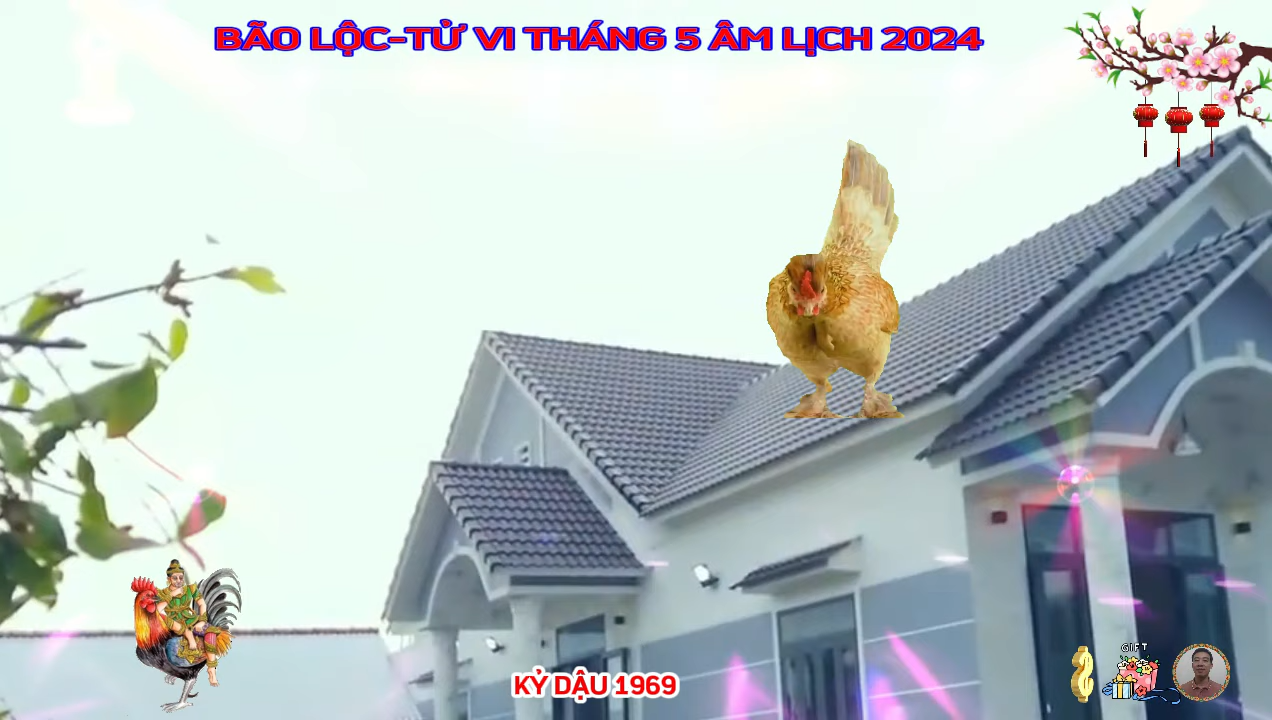 BÃO LỘC-TỬ VI THÁNG 5 ÂM LỊCH 2024
GIFT
KỶ DẬU 1969